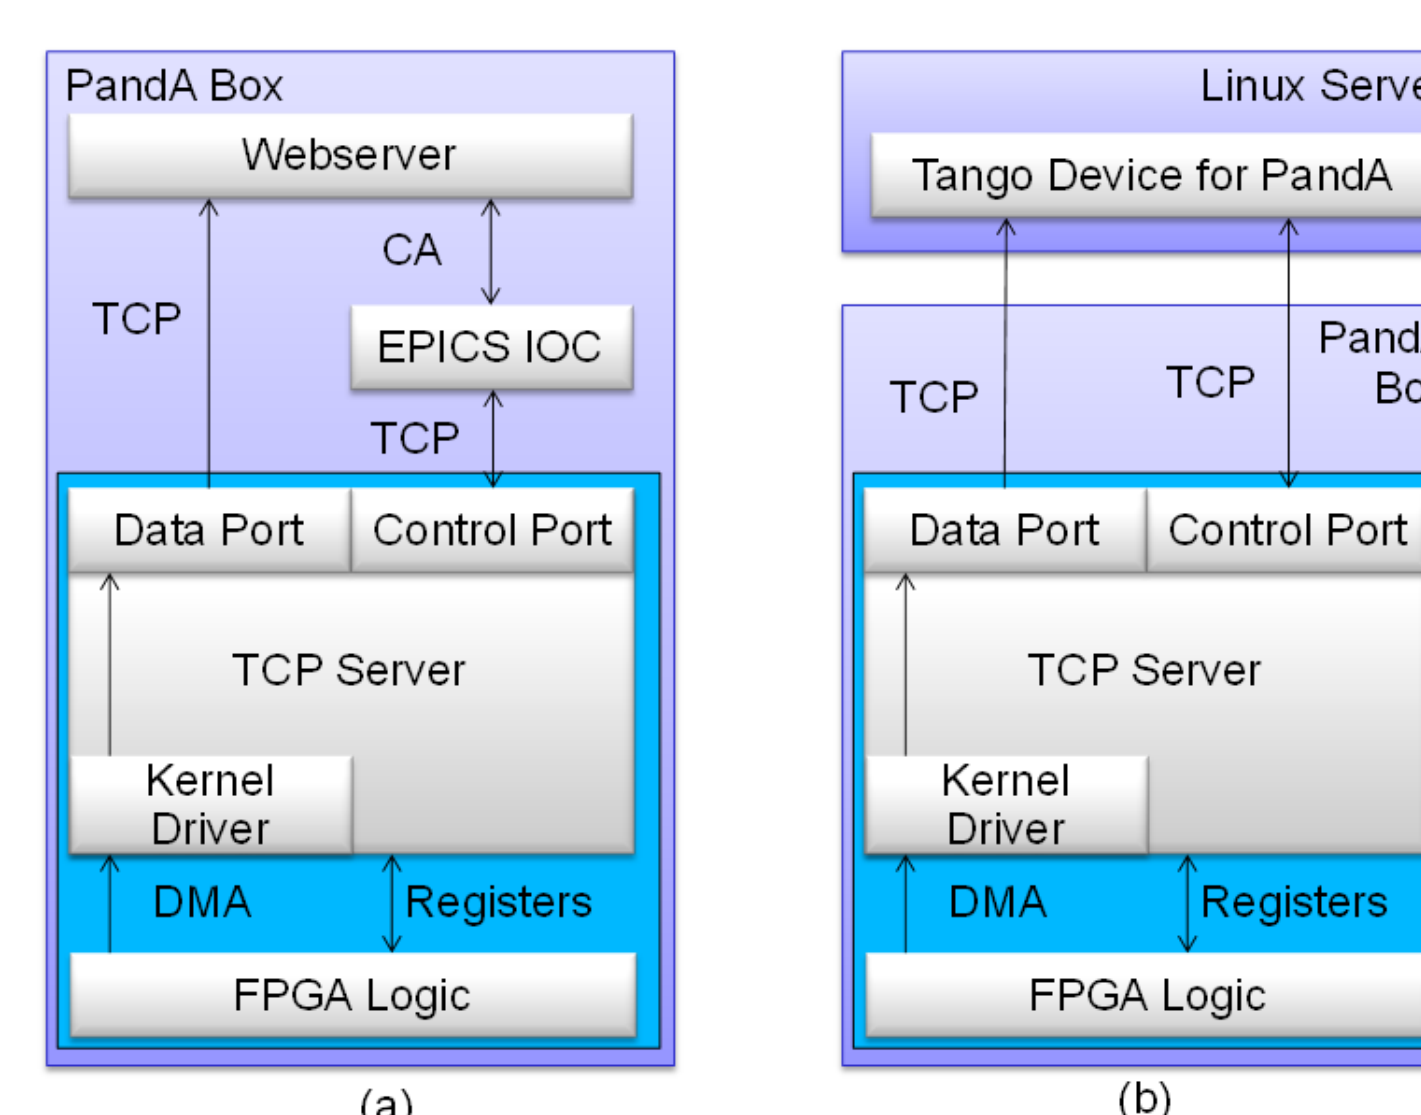 PandA Box
Webserver
CA
TCP
EPICS IOC
TCP
Data Port
Control Port
TCP Server
Kernel
Driver
DMA
Registers
FPGA Logic
(a)
Linux Serve
Tango Device for PandA
Pand
Bo
TCP
TCP
Data Port
Control Port
TCP Server
Kernel
Driver
DMA
Registers
FPGA Logic
(b)